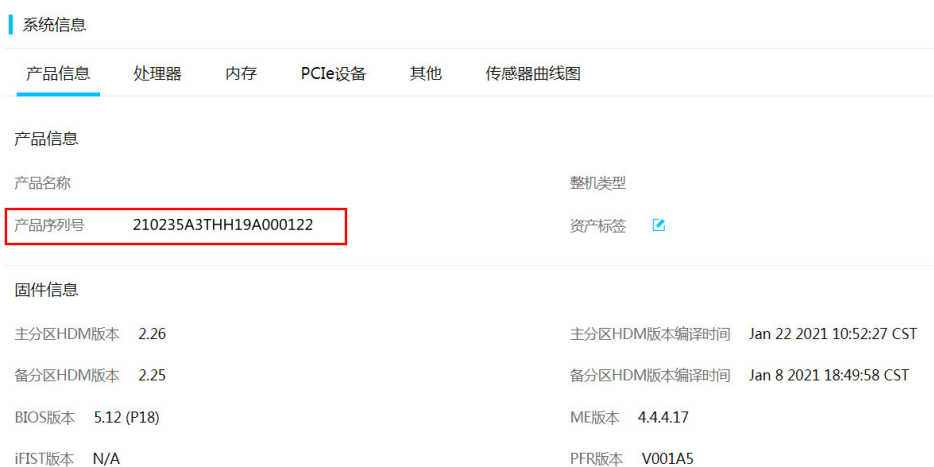 系统信息
产品信息 处理器 内存 PCIe设备 其他 传感器曲线图
产品信息
产品名称 整机类型
产品序列号 210235A3THH19A000122 资产标签
固件信息
主分区HDM版本 2.26 主分区HDM版本编译时间 Jan 22 2021 10:52:27 CST
备分区HDM版本 2.25 备分区HDM版本编译时间 Jan 8 2021 18:49:58 CST
BIOS版本 5.12 (P18) ME版本 4.4.4.17
iFIST版本 N/A PFR版本 V001A5